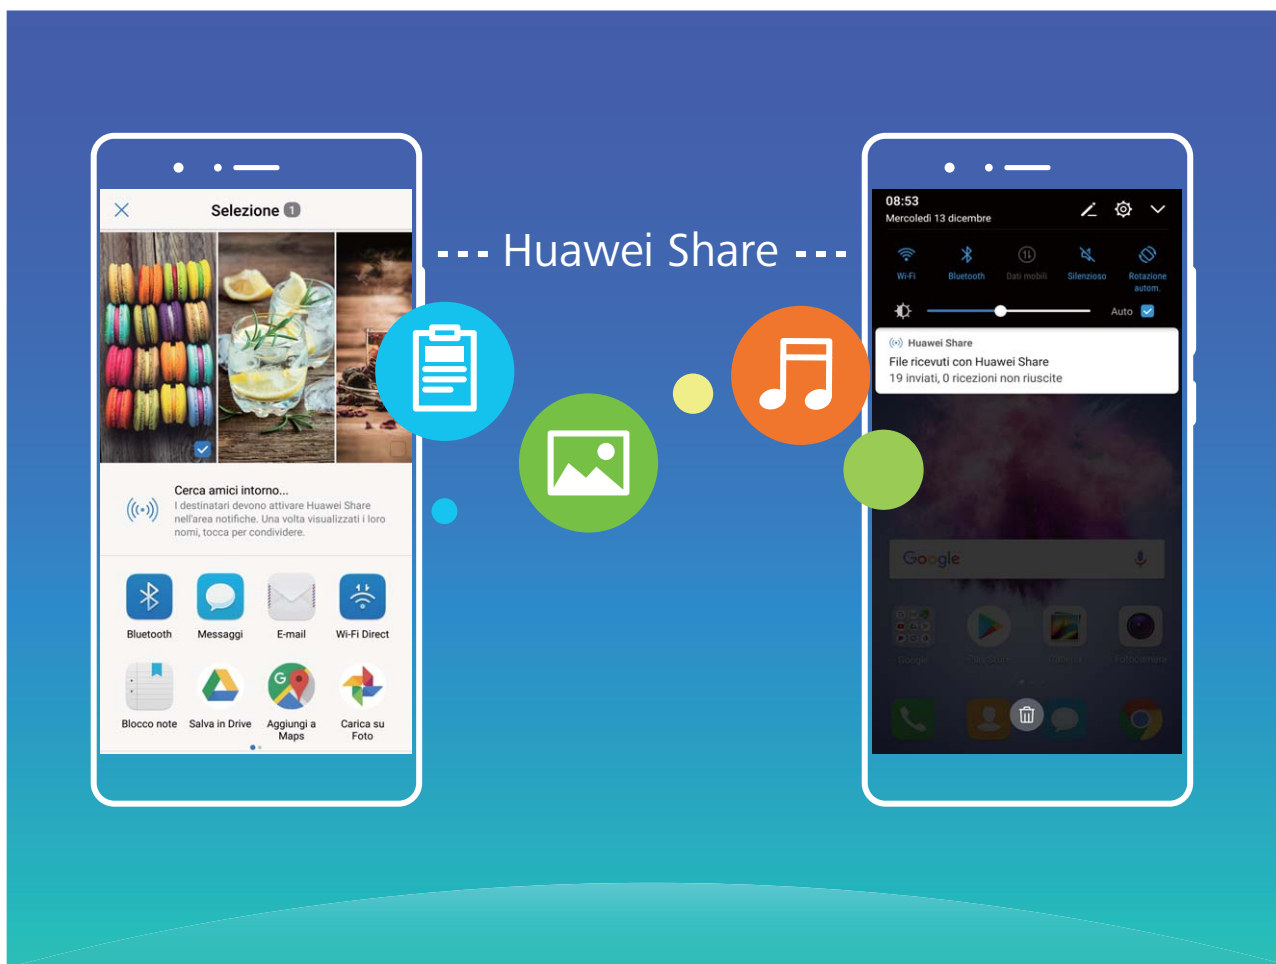 Huawei Share
Selezione 1
Cerca amici intorno...
I destinatari devono attivare Huawei Share
nell'area notifiche. Una volta visualizzati i loro
nomi, tocca per condividere.
Bluetooth Messaggi E-mail Wi-Fi Direct
Blocco note Salva in Drive Aggiungi a Maps Carica su Foto
08:53
Mercoledì 13 dicembre
Wi-Fi Bluetooth Dati mobili Silenzioso Rotazione autom.
Auto
Huawei Share
File ricevuti con Huawei Share
19 inviati, 0 ricezioni non riuscite
Google
Google Fotocamera